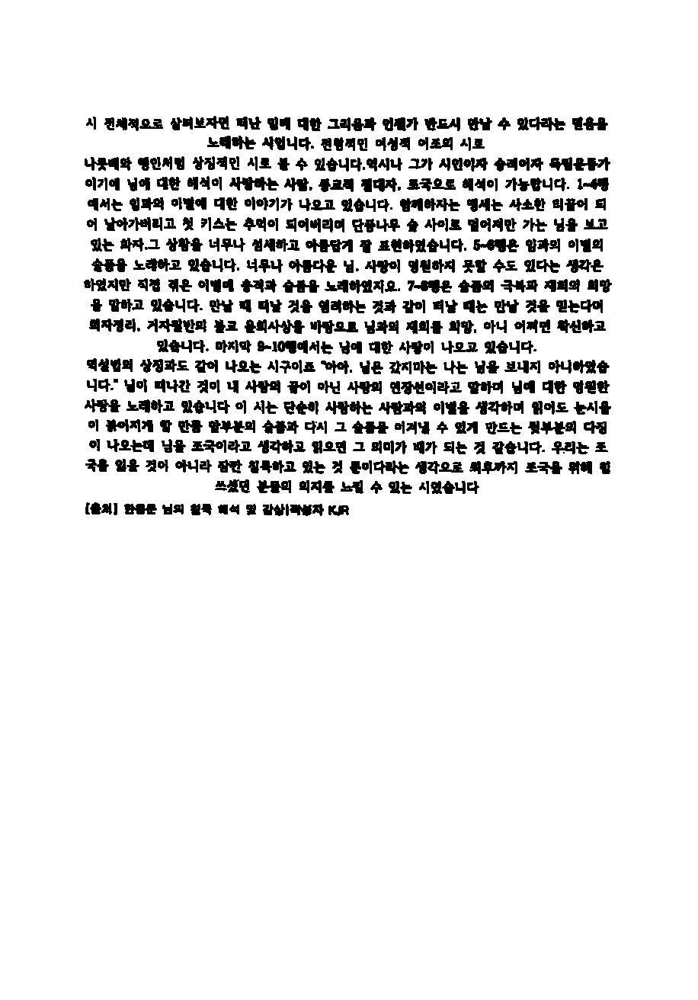 시 전체적으로 살펴보자면 떠난 임에 대한 그리움과 언젠가 반드시 만날 수 있다라는 믿음을
노래하는 시입니다. 전형적인 여성적 어조의 시로
나룻배와 행인처럼 상징적인 시로 볼 수 있습니다.역시나 그가 시인이자 승려이자 독립운동가
이기에 님에 대한 해석이 사랑하는 사람, 종교적 절대자, 조국으로 해석이 가능합니다. 1~4행
에서는 임과의 이별에 대한 이야기가 나오고 있습니다. 함께하자는 맹세는 사소한 티끌이 되
어 날아가버리고 첫 키스는 추억이 되어버리며 단풍나무 숲 사이로 멀어져만 가는 님을 보고
있는 화자.그 상황을 너무나 섬세하고 아름답게 잘 표현하였습니다. 5~6행은 임과의 이별의
슬픔을 노래하고 있습니다. 너무나 아름다운 님, 사랑이 영원하지 못할 수도 있다는 생각은
하였지만 직접 겪은 이별에 충격과 슬픔을 노래하였지요. 7~8행은 슬픔의 극복과 재회의 희망
을 말하고 있습니다. 만날 때 떠날 것을 염려하는 것과 같이 떠날 때는 만날 것을 믿는다며
회자정리, 거자필반의 불교 윤회사상을 바탕으로 님과의 재회를 희망, 아니 어쩌면 확신하고
있습니다. 마지막 9~10행에서는 님에 대한 사랑이 나오고 있습니다.
역설법의 상징과도 같이 나오는 시구이죠 "아아, 님은 갔지마는 나는 님을 보내지 아니하였습
니다." 님이 떠나간 것이 내 사랑의 끝이 아닌 사랑의 연장선이라고 말하며 님에 대한 영원한
사랑을 노래하고 있습니다 이 시는 단순히 사랑하는 사람과의 이별을 생각하며 읽어도 눈시울
이 붉어지게 할 만큼 앞부분의 슬픔과 다시 그 슬픔을 이겨낼 수 있게 만드는 뒷부분의 다짐
이 나오는데 님을 조국이라고 생각하고 읽으면 그 의미가 배가 되는 것 같습니다. 우리는 조
국을 잃을 것이 아니라 잠깐 침묵하고 있는 것 뿐이다라는 생각으로 최후까지 조국을 위해 힘
쓰셨던 분들의 의지를 느낄 수 있는 시였습니다
[출처] 한용운 님의 침묵 해석 및 감상|작성자 KJR